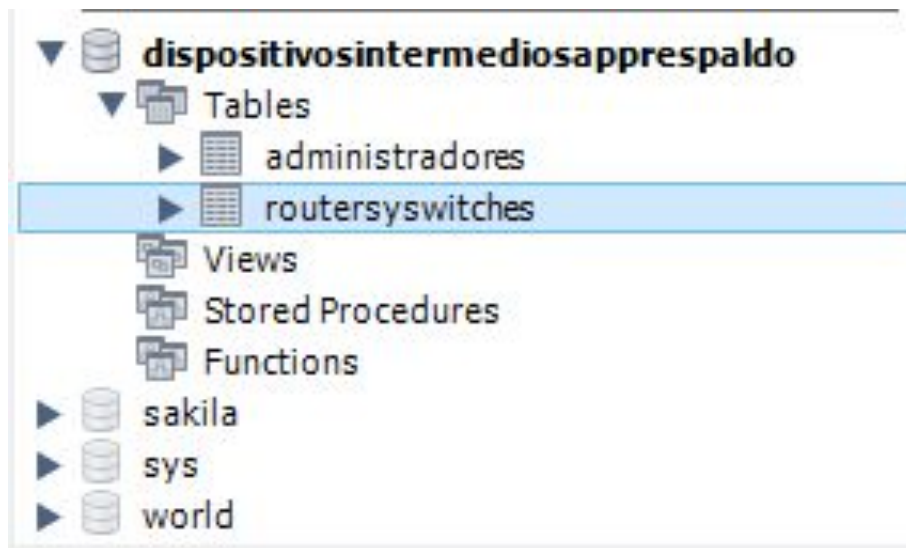 dispositivosintermediosapprespaldo
Tables
administradores
routersyswitches
Views
Stored Procedures
Functions
sakila
sys
world